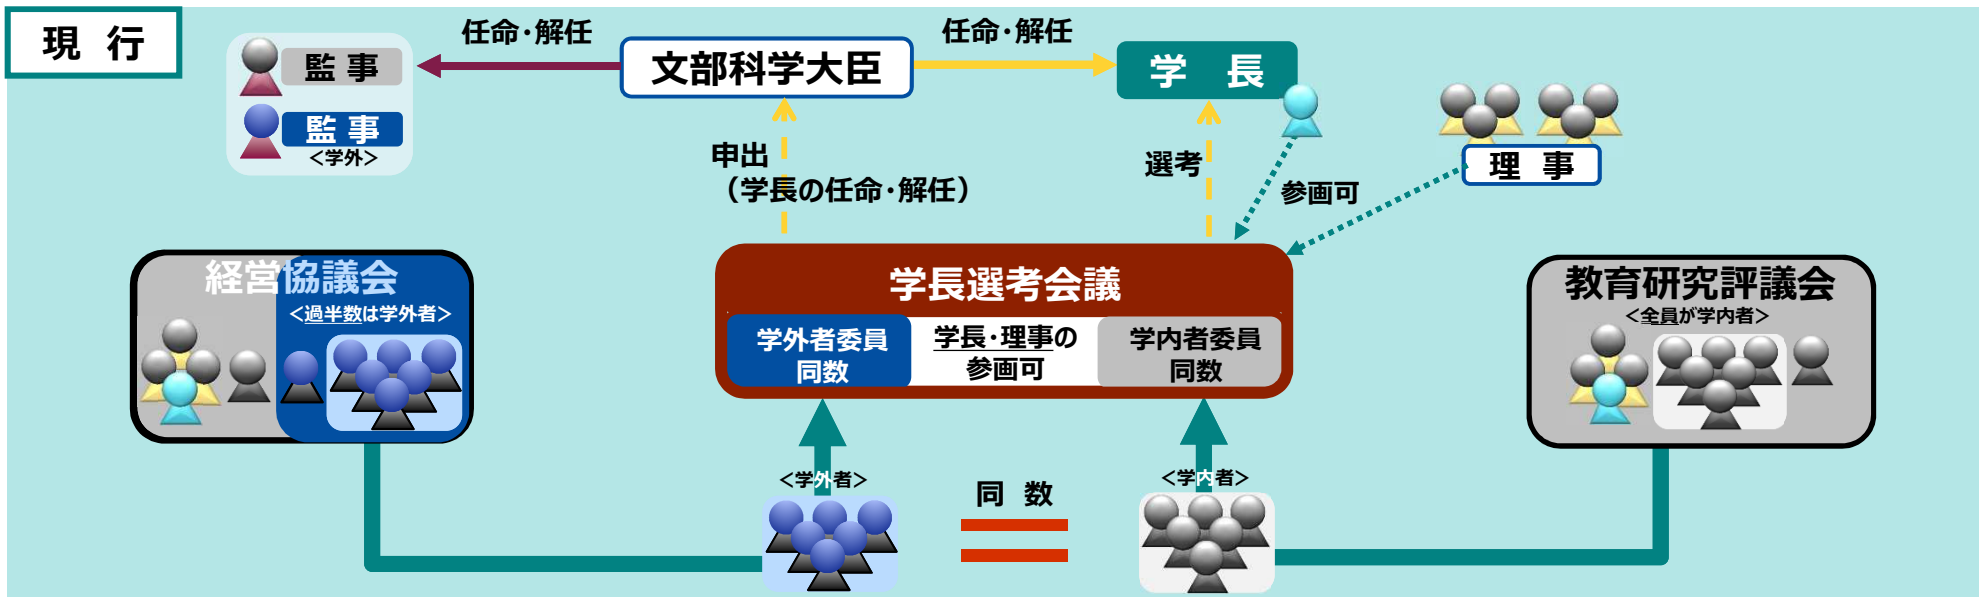 現 行
任命・解任
任命・解任
監 事
文部科学大臣
学 長
監 事
<学外>
申出
(学長の任命・解任)
選考
参画可
理 事
経営協議会
<過半数は学外者>
学長選考会議
学外者委員
同数
学長・理事の
参画可
学内者委員
同数
教育研究評議会
<全員が学内者>
<学外者>
同 数
<学内者>